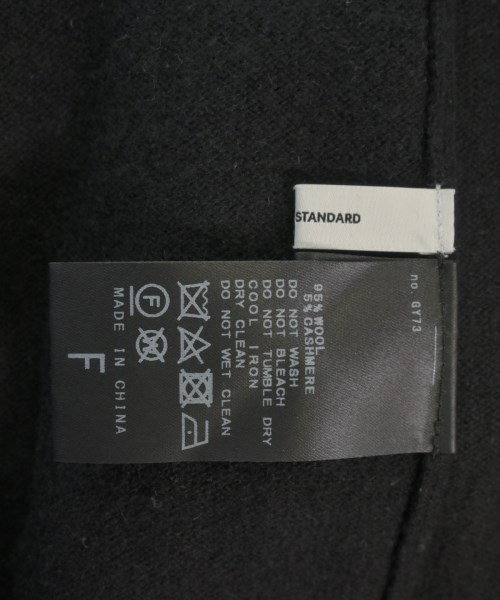 STANDARD
no. GY73
95% WOOL
5% CASHMERE
DO NOT WASH
DO NOT BLEACH
DO NOT TUMBLE DRY
COOL IRON
DRY CLEAN
DO NOT WET CLEAN
F
MADE IN CHINA
F